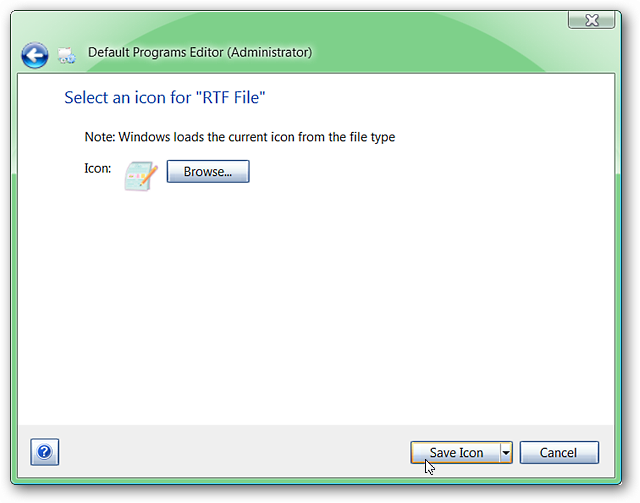 Default Programs Editor (Administrator)
Select an icon for "RTF File"
Note: Windows loads the current icon from the file type
Icon: Browse...
? Save Icon Cancel